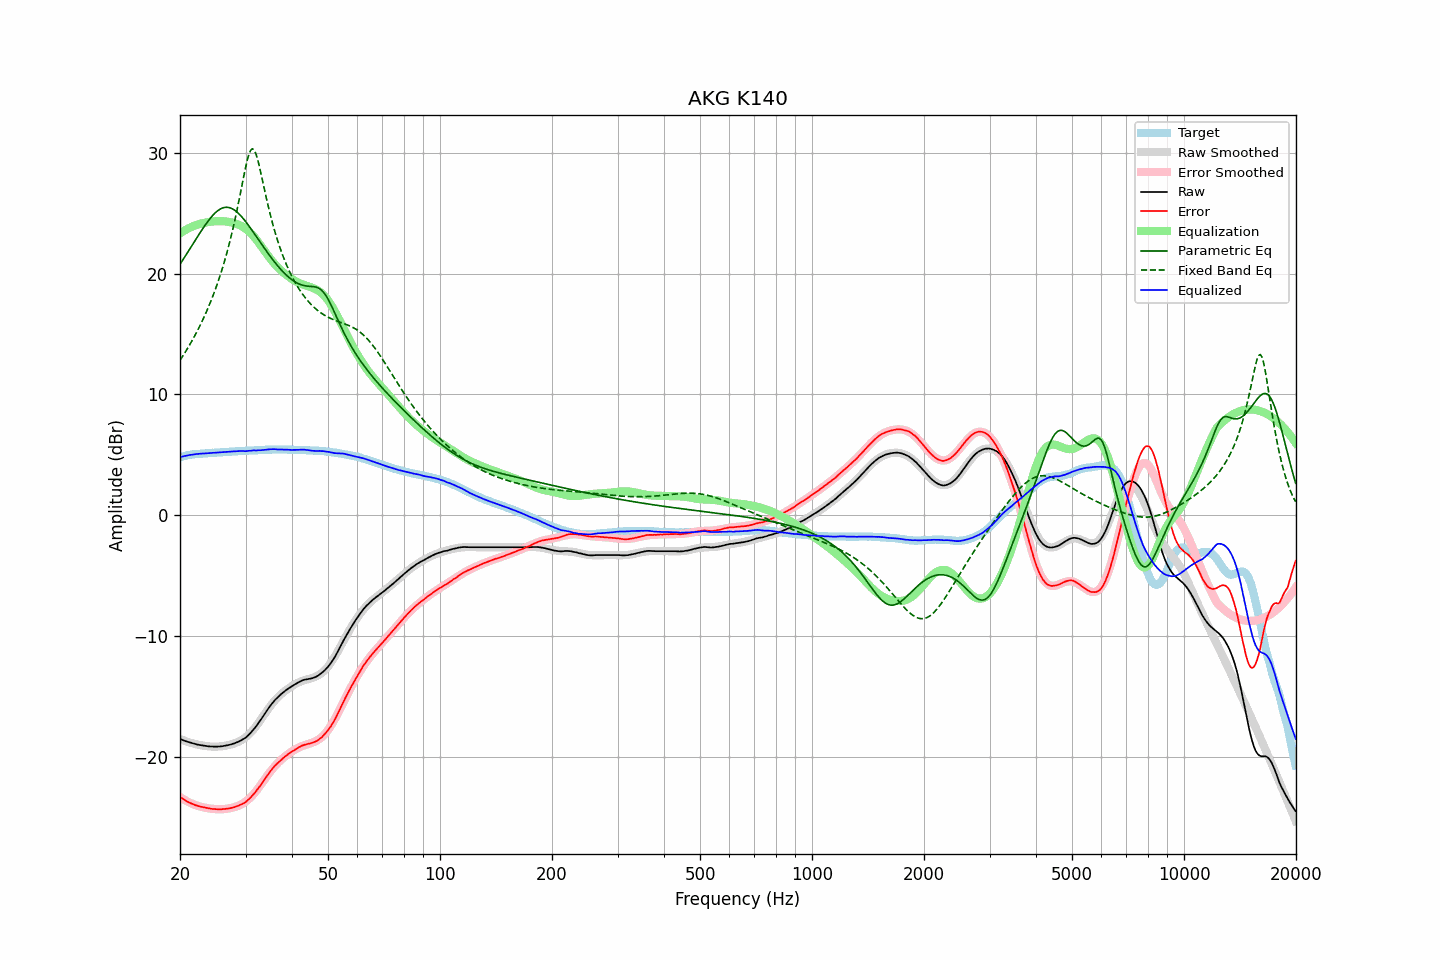 AKG K140
Amplitude (dBr)
30
20
10
0
−10
−20
20
50
100
200
500
1000
2000
5000
10000
20000
Frequency (Hz)
Target
Raw Smoothed
Error Smoothed
Raw
Error
Equalization
Parametric Eq
Fixed Band Eq
Equalized